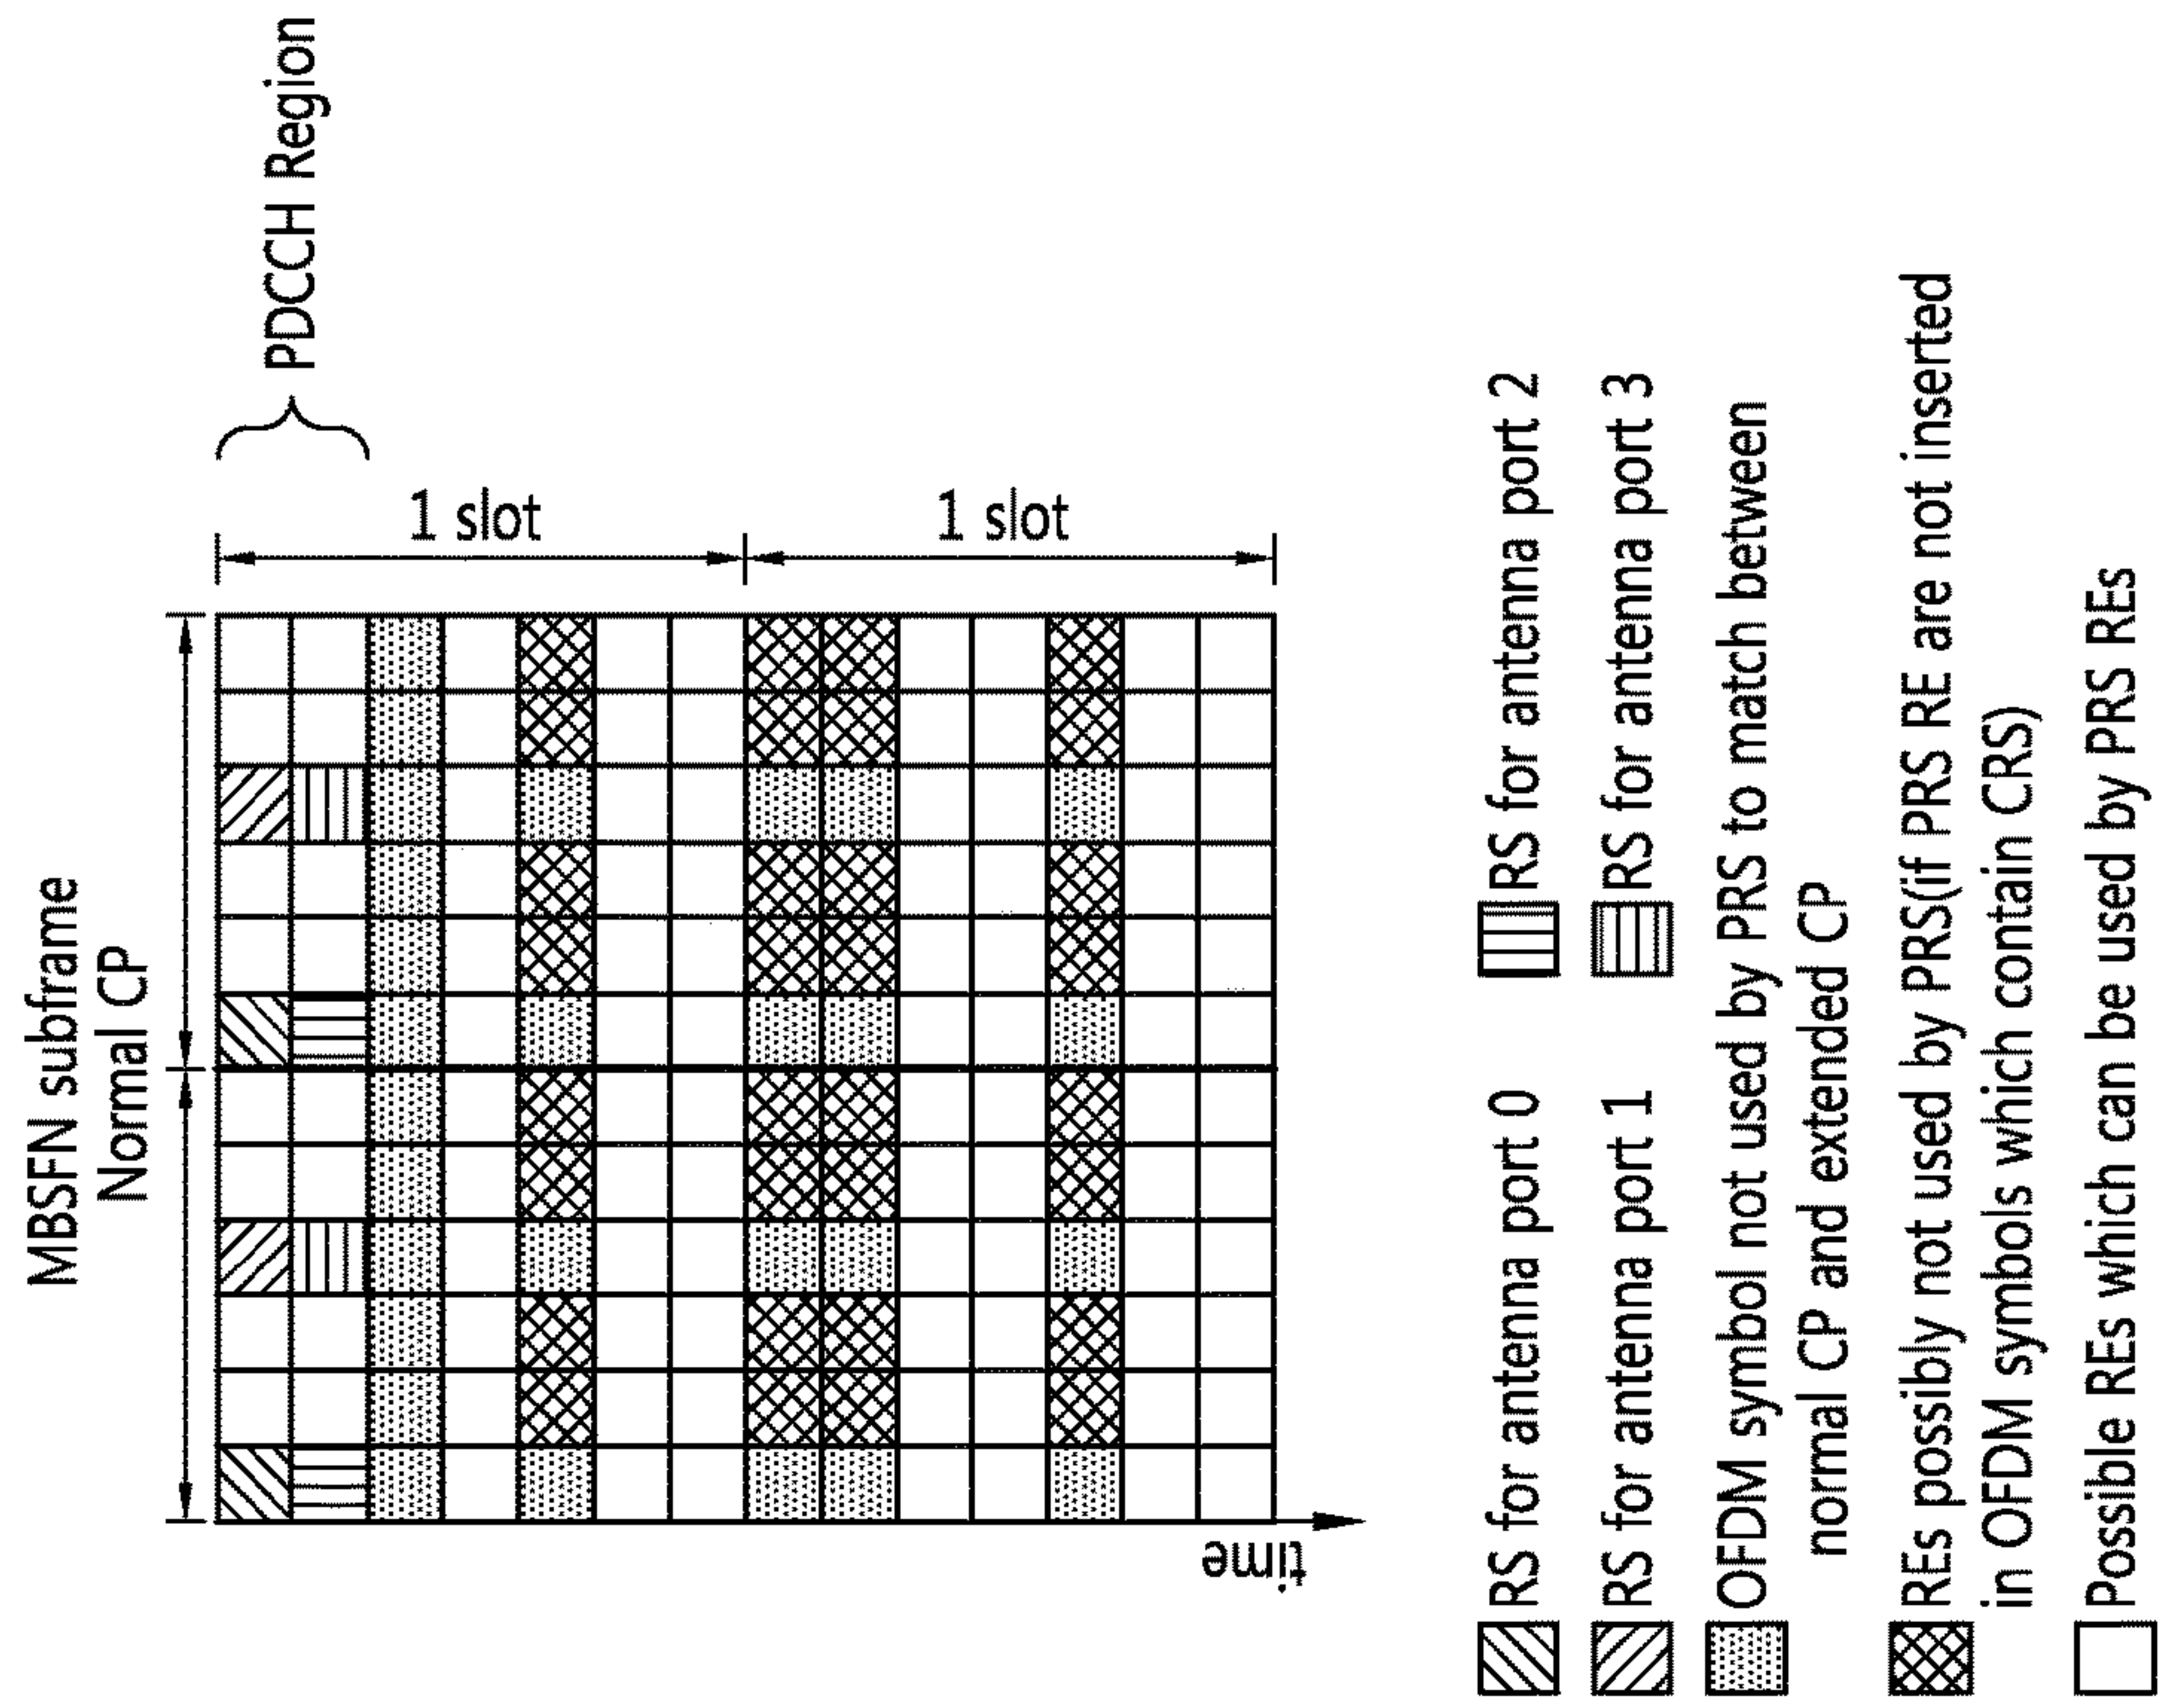 MBSFN subframe
Normal CP
PDCCH Region
1 slot
1 slot
time
RS for antenna port 0
RS for antenna port 2
RS for antenna port 1
RS for antenna port 3
OFDM symbol not used by PRS to match between
normal CP and extended CP
REs possibly not used by PRS(if PRS RE are not inserted
in OFDM symbols which contain CRS)
Possible REs which can be used by PRS REs